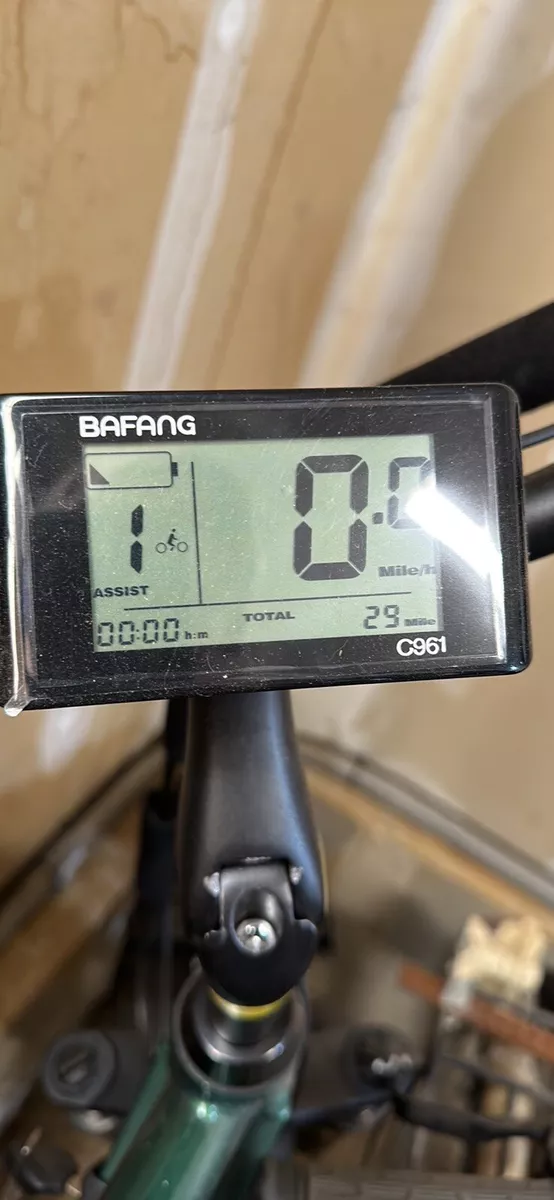 BAFANG
1
ASSIST
0.0
Mile/h
00:00 h:m
TOTAL
29 Mile
C961